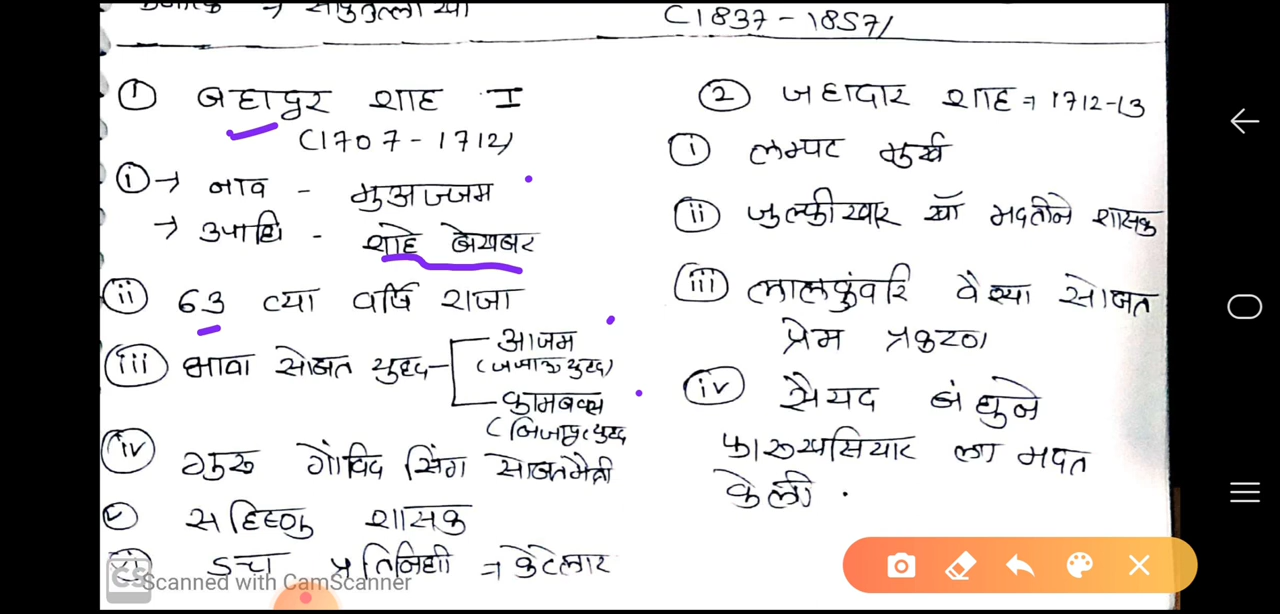 (1837 - 1857)
① बहादुर शाह I
(1707 - 1712)
ⓘ → नाव - मुअज्जम
→ उपाधि - शाहे बेखबर
ⓘⓘ 63 व्या वर्षि राजा
ⓘⓘⓘ भावा सोबत युद्ध - आजम
(जजाऊ युद्ध)
कामबक्ष
(बिजापुर युद्ध
iv गुरु गोविंद सिंग सोबत मैत्री
v सहिष्णु शासक
vi डच प्रतिनिधी = केटेलार
② जहादार शाह = 1712-13
i लम्पट मुर्ख
ii जुल्फीखार खाँ मदतीने शासक
iii लालकुंवरि वेश्या सोबत
प्रेम प्रकरण
iv सैयद बंधुने
फारुखसियार ला मदत
केली .
CS Scanned with CamScanner